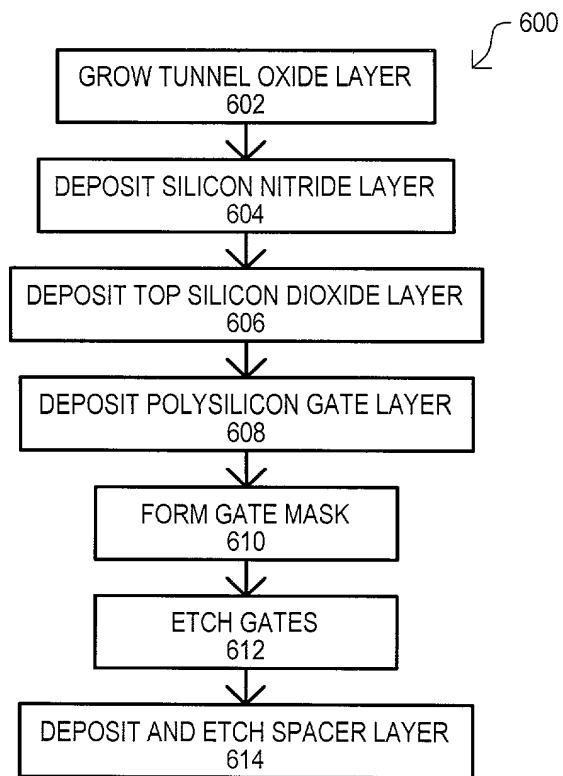 600
GROW TUNNEL OXIDE LAYER
602
DEPOSIT SILICON NITRIDE LAYER
604
DEPOSIT TOP SILICON DIOXIDE LAYER
606
DEPOSIT POLYSILICON GATE LAYER
608
FORM GATE MASK
610
ETCH GATES
612
DEPOSIT AND ETCH SPACER LAYER
614